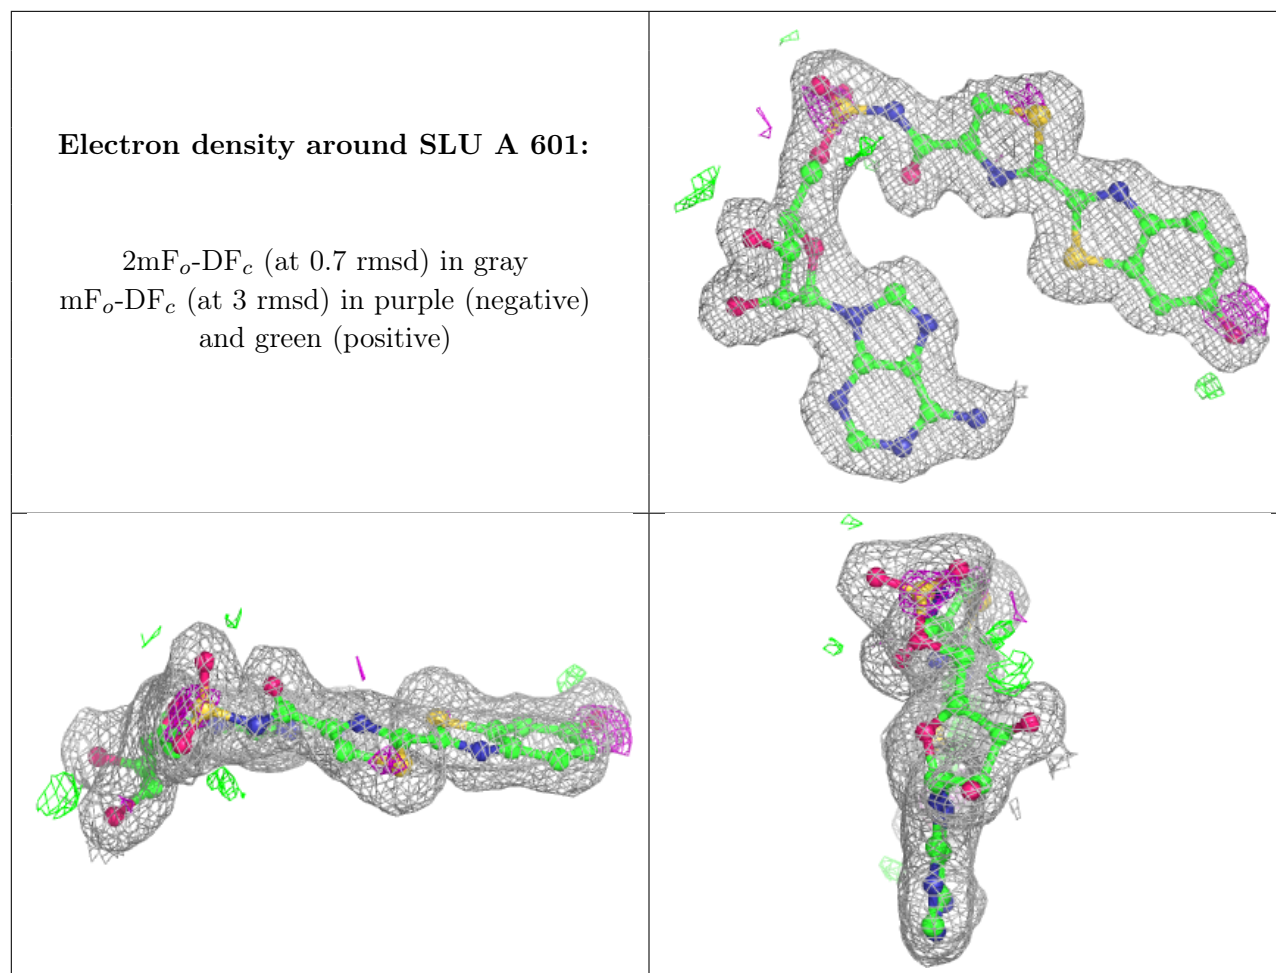 Electron density around SLU A 601:
2mFo-DFc (at 0.7 rmsd) in gray
mFo-DFc (at 3 rmsd) in purple (negative)
and green (positive)